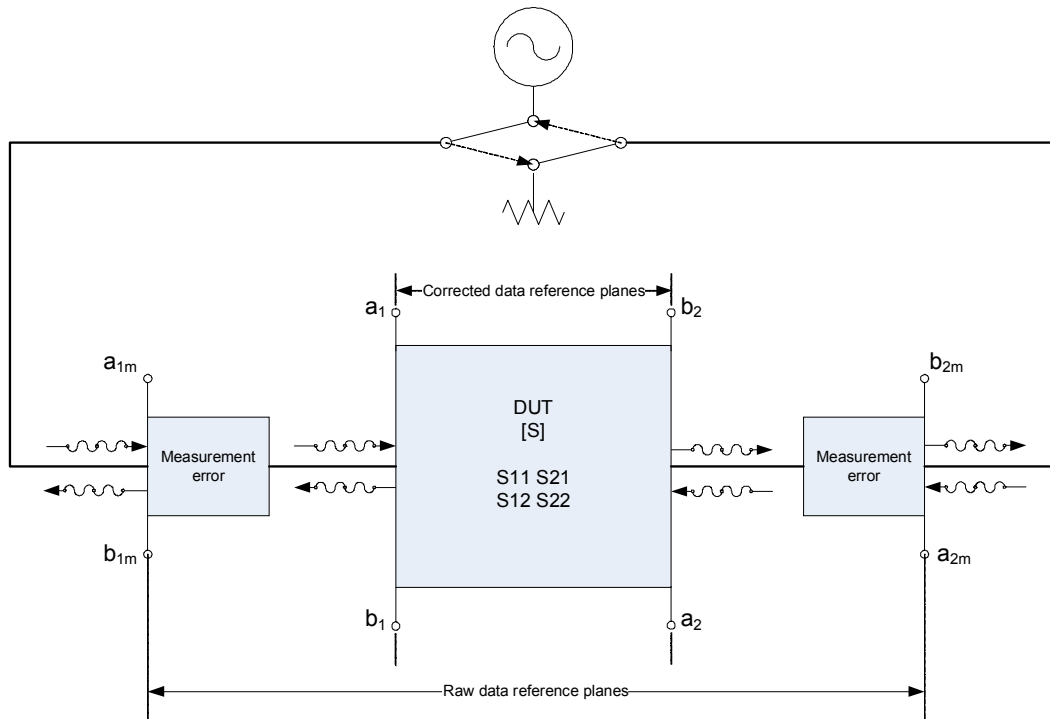 Corrected data reference planes
a1
b2
a1m
b2m
DUT
[S]
Measurement
error
Measurement
error
S11 S21
S12 S22
b1m
a2m
b1
a2
Raw data reference planes